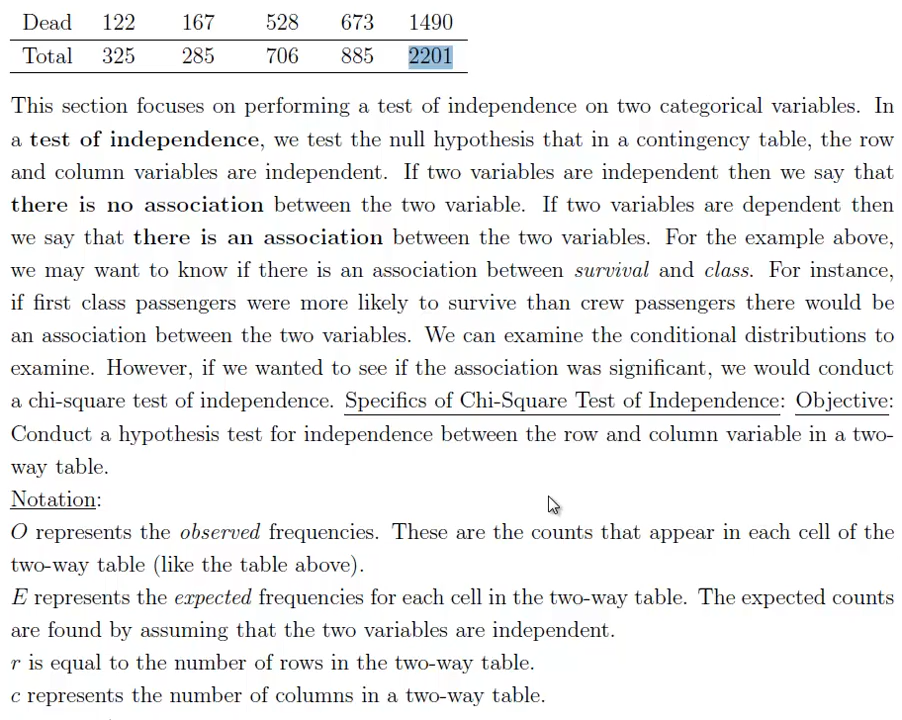 Dead 122 167 528 673 1490
Total 325 285 706 885 2201
This section focuses on performing a test of independence on two categorical variables. In
a test of independence, we test the null hypothesis that in a contingency table, the row
and column variables are independent. If two variables are independent then we say that
there is no association between the two variable. If two variables are dependent then
we say that there is an association between the two variables. For the example above,
we may want to know if there is an association between survival and class. For instance,
if first class passengers were more likely to survive than crew passengers there would be
an association between the two variables. We can examine the conditional distributions to
examine. However, if we wanted to see if the association was significant, we would conduct
a chi-square test of independence. Specifics of Chi-Square Test of Independence: Objective:
Conduct a hypothesis test for independence between the row and column variable in a two-
way table.
Notation:
O represents the observed frequencies. These are the counts that appear in each cell of the
two-way table (like the table above).
E represents the expected frequencies for each cell in the two-way table. The expected counts
are found by assuming that the two variables are independent.
r is equal to the number of rows in the two-way table.
c represents the number of columns in a two-way table.